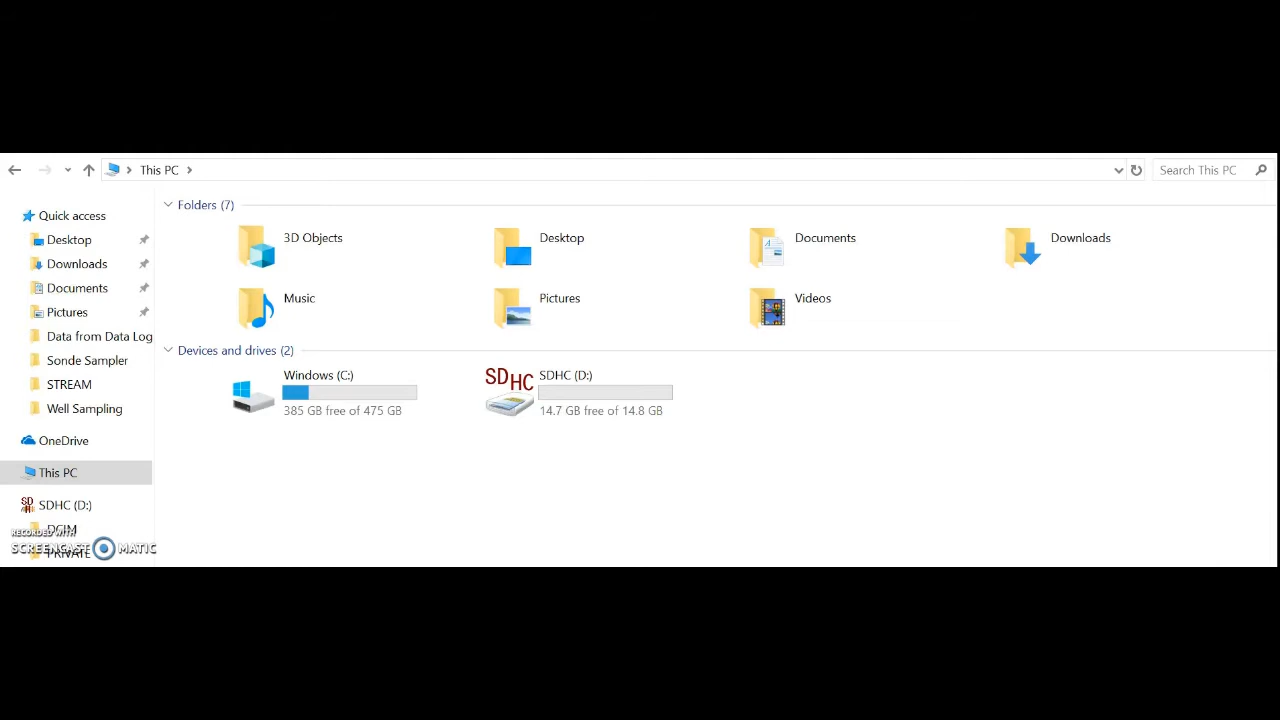 This PC
Search This PC
Quick access
Desktop
Downloads
Documents
Pictures
Data from Data Log
Sonde Sampler
STREAM
Well Sampling
OneDrive
This PC
SDHC (D:)
DCIM
PRIVATE
RECORDED WITH
SCREENCAST MATIC
Folders (7)
3D Objects
Desktop
Documents
Downloads
Music
Pictures
Videos
Devices and drives (2)
Windows (C:)
385 GB free of 475 GB
SDHC
SDHC (D:)
14.7 GB free of 14.8 GB